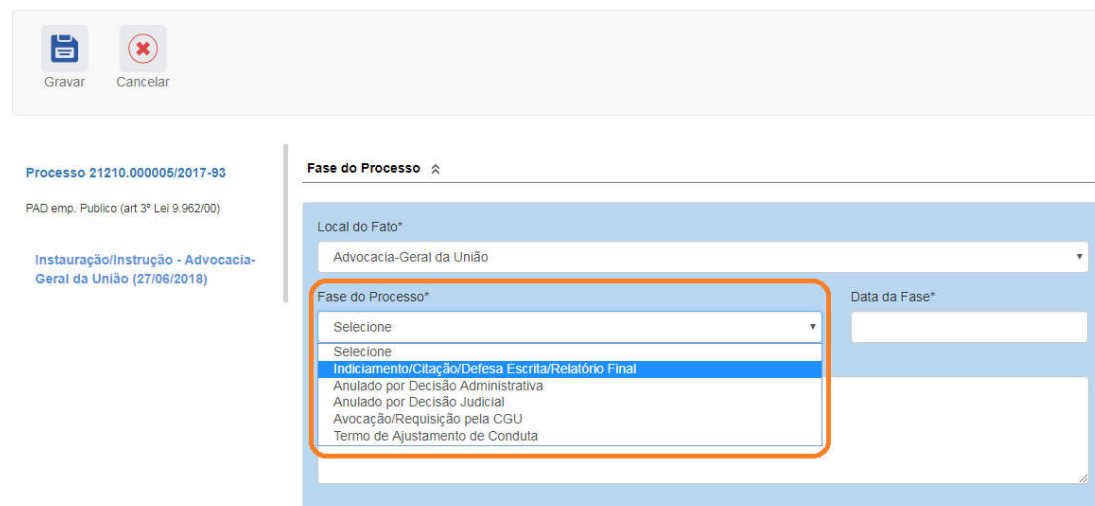 Gravar
Cancelar
Processo 21210.000005/2017-93
PAD emp. Publico (art 3º Lei 9.962/00)
Instauração/Instrução - Advocacia-
Geral da União (27/06/2018)
Fase do Processo
Local do Fato*
Advocacia-Geral da União
Fase do Processo*
Data da Fase*
Selecione
Selecione
Indiciamento/Citação/Defesa Escrita/Relatório Final
Anulado por Decisão Administrativa
Anulado por Decisão Judicial
Avocação/Requisição pela CGU
Termo de Ajustamento de Conduta